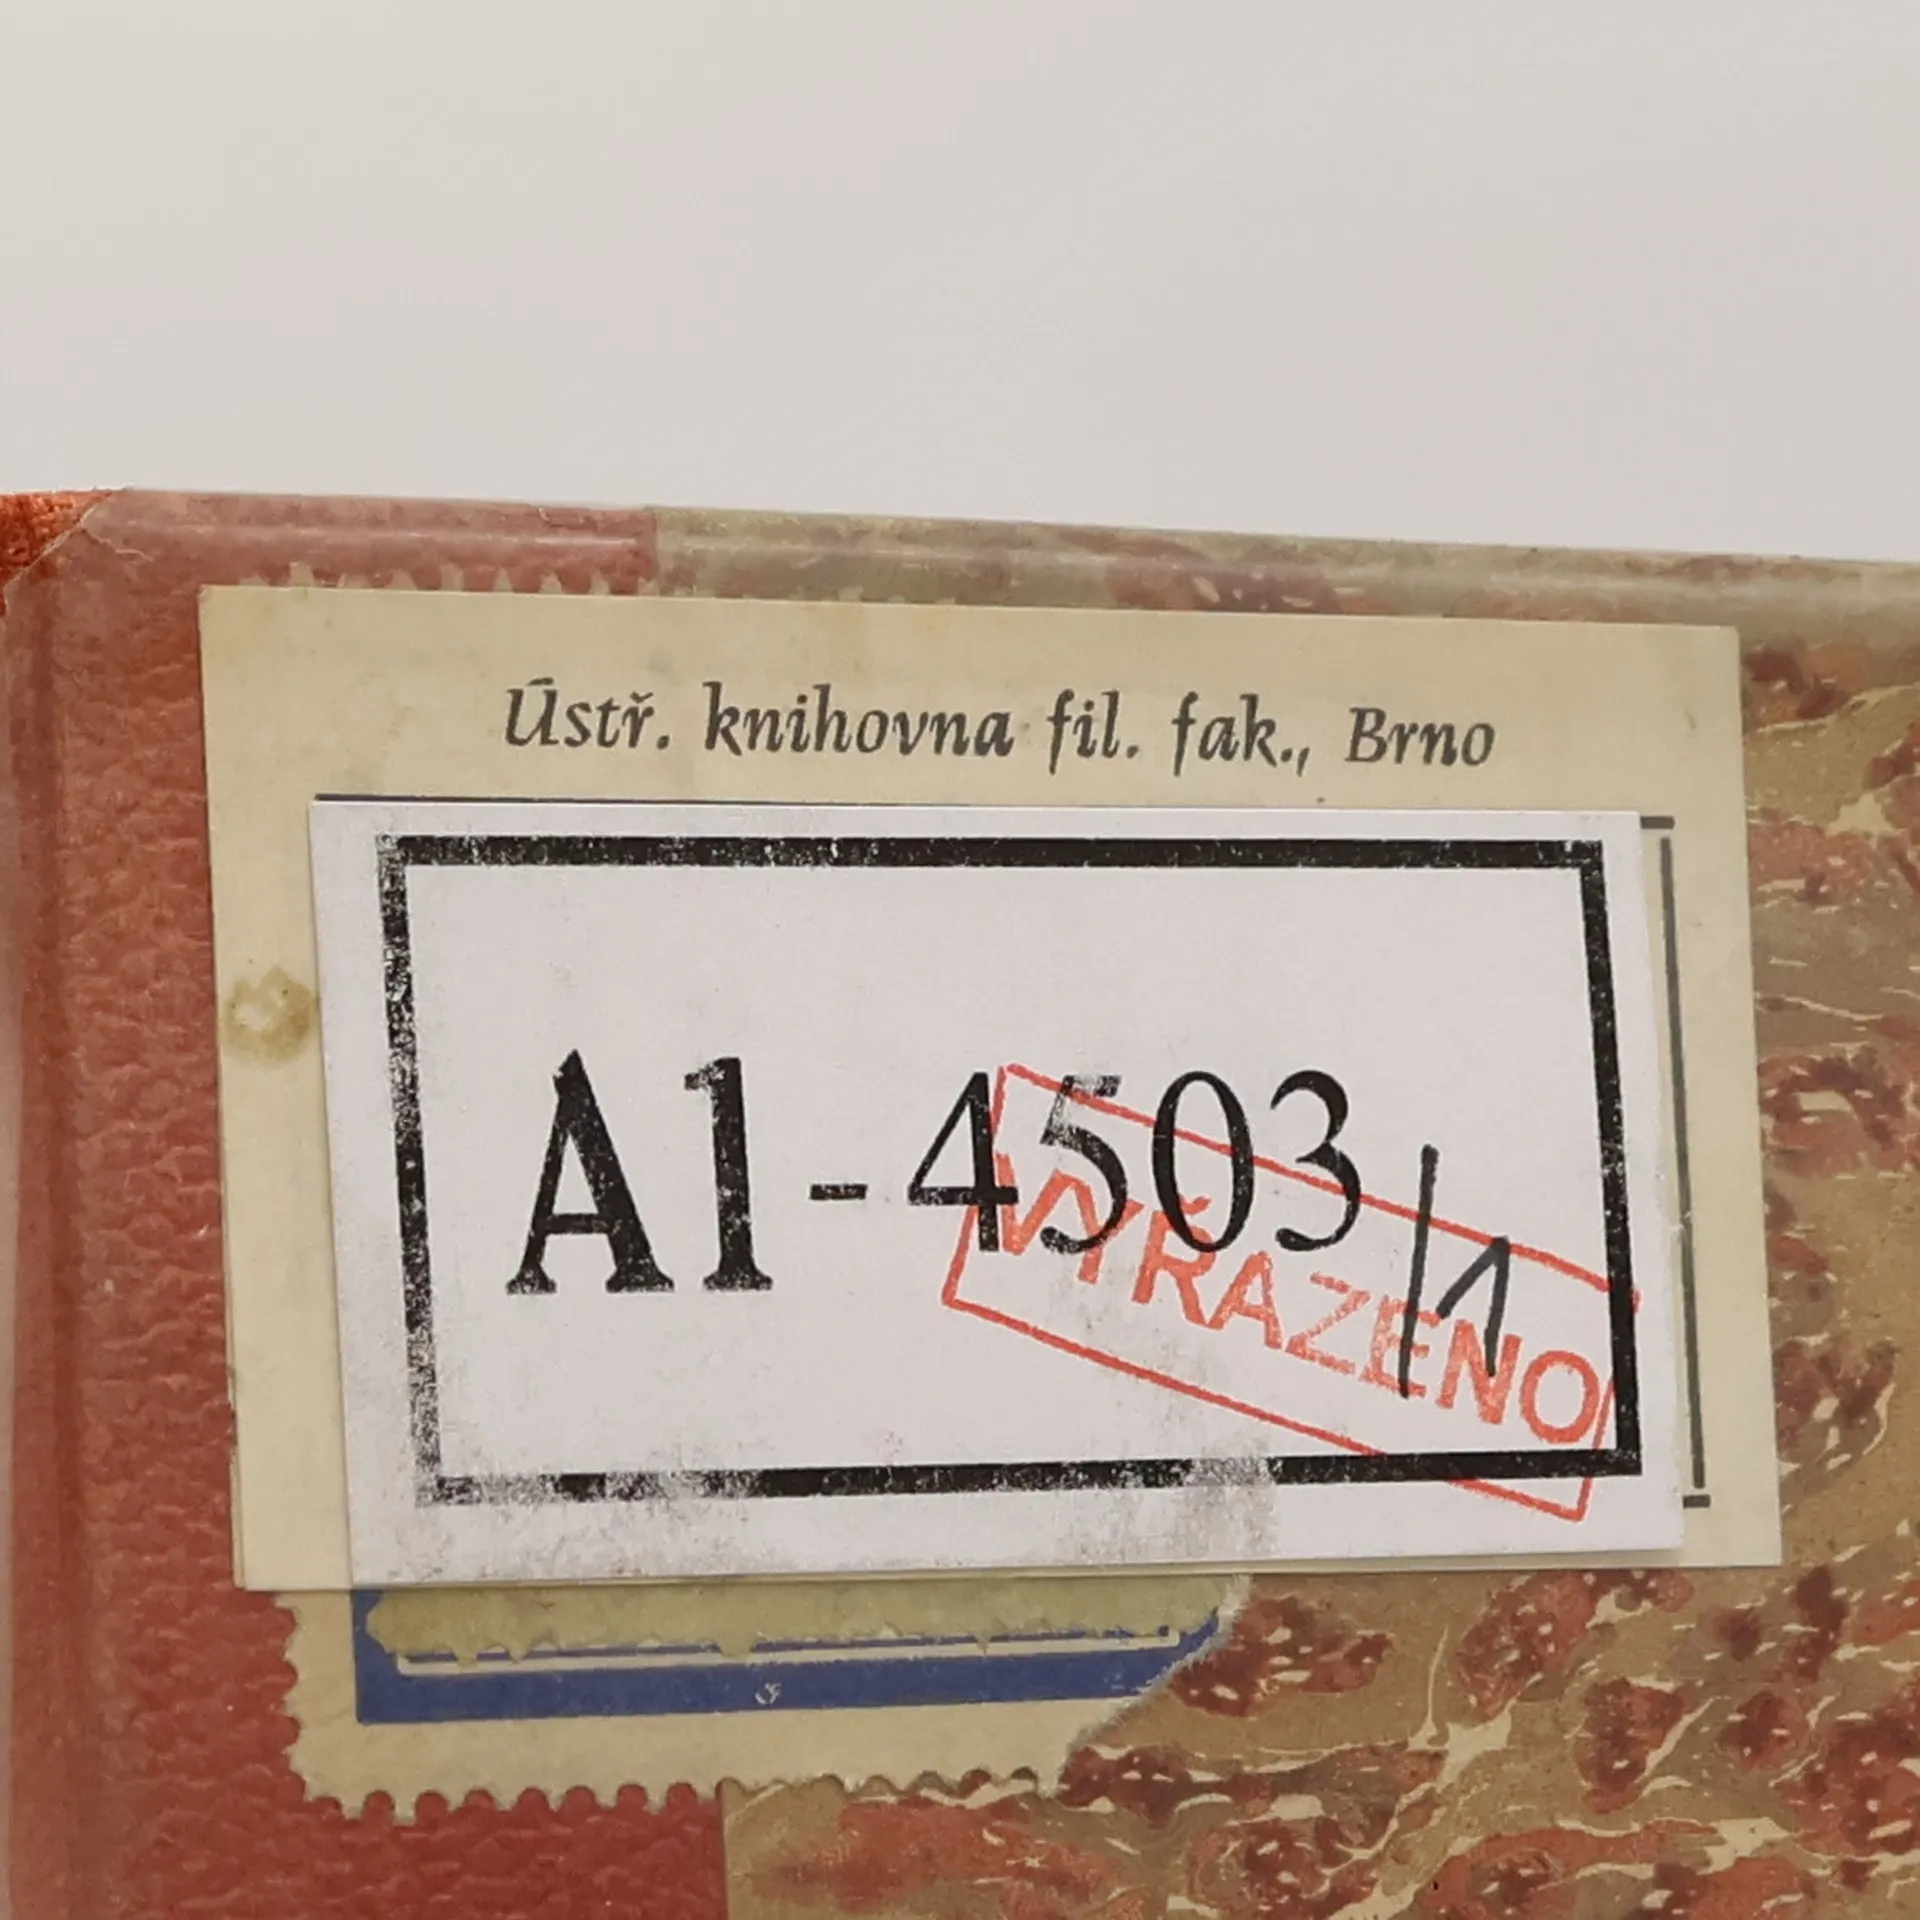 Ústř. knihovna fil. fak., Brno
A1-4503/1
VYŘAZENO